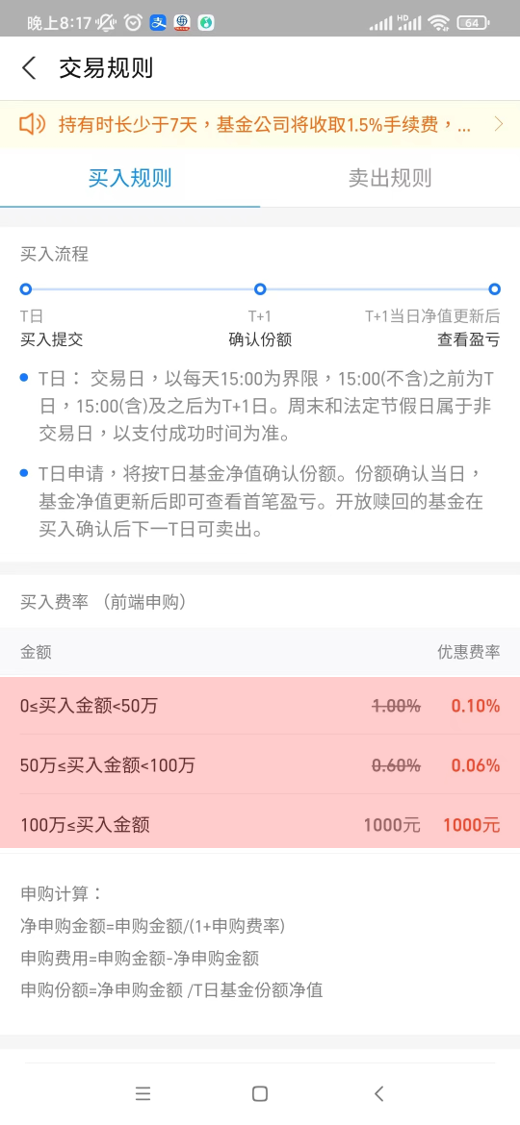 晚上8:17
HD
64
交易规则
持有时长少于7天，基金公司将收取1.5%手续费，...
买入规则
卖出规则
买入流程
T日
T+1
T+1当日净值更新后
买入提交
确认份额
查看盈亏
T日： 交易日，以每天15:00为界限，15:00(不含)之前为T
日，15:00(含)及之后为T+1日。周末和法定节假日属于非
交易日，以支付成功时间为准。
T日申请，将按T日基金净值确认份额。份额确认当日，
基金净值更新后即可查看首笔盈亏。开放赎回的基金在
买入确认后下一T日可卖出。
买入费率 （前端申购）
金额
优惠费率
0≤买入金额<50万 1.00% 0.10%
50万≤买入金额<100万 0.60% 0.06%
100万≤买入金额 1000元 1000元
申购计算：
净申购金额=申购金额/(1+申购费率)
申购费用=申购金额-净申购金额
申购份额=净申购金额 /T日基金份额净值